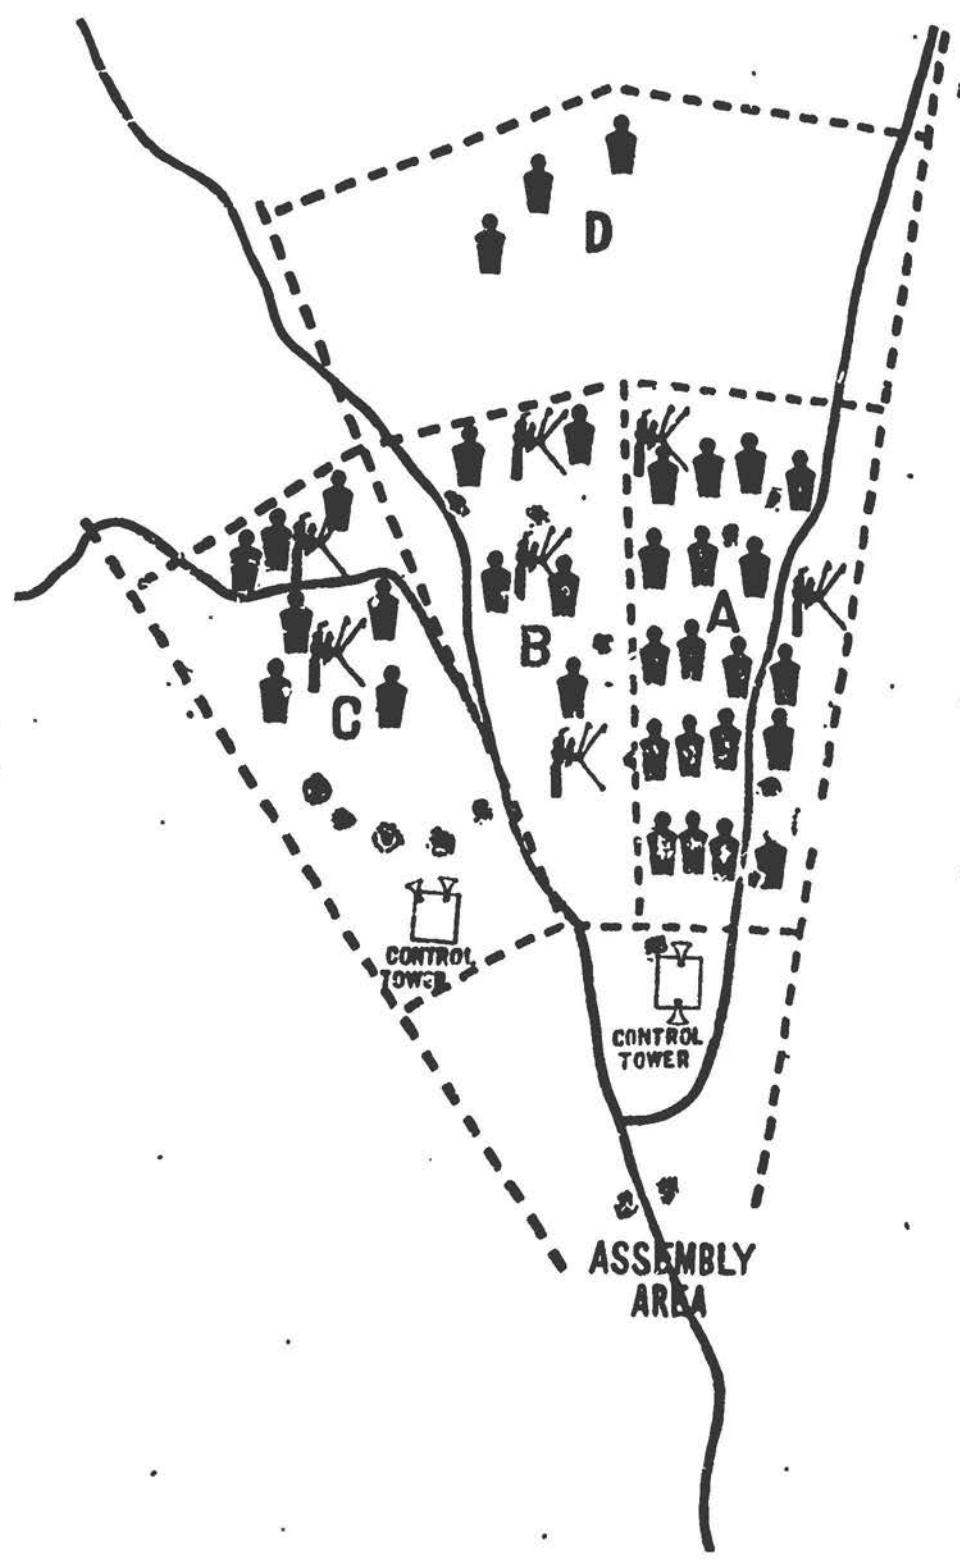 D
A
B
C
CONTROL
TOWER
CONTROL
TOWER
ASSEMBLY
AREA